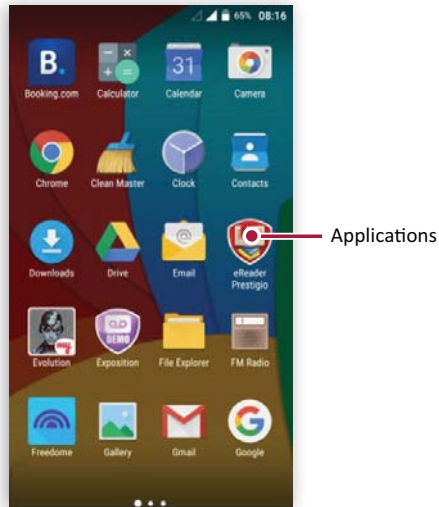 65% 08:16
B.
31
Booking.com Calculator Calendar Camera
Chrome Clean Master Clock Contacts
Applications
@
Downloads Drive Email eReader
Prestigio
my
DEMO
Evolution Exposition File Explorer FM Radio
G
Freedome Gallery Gmail Google